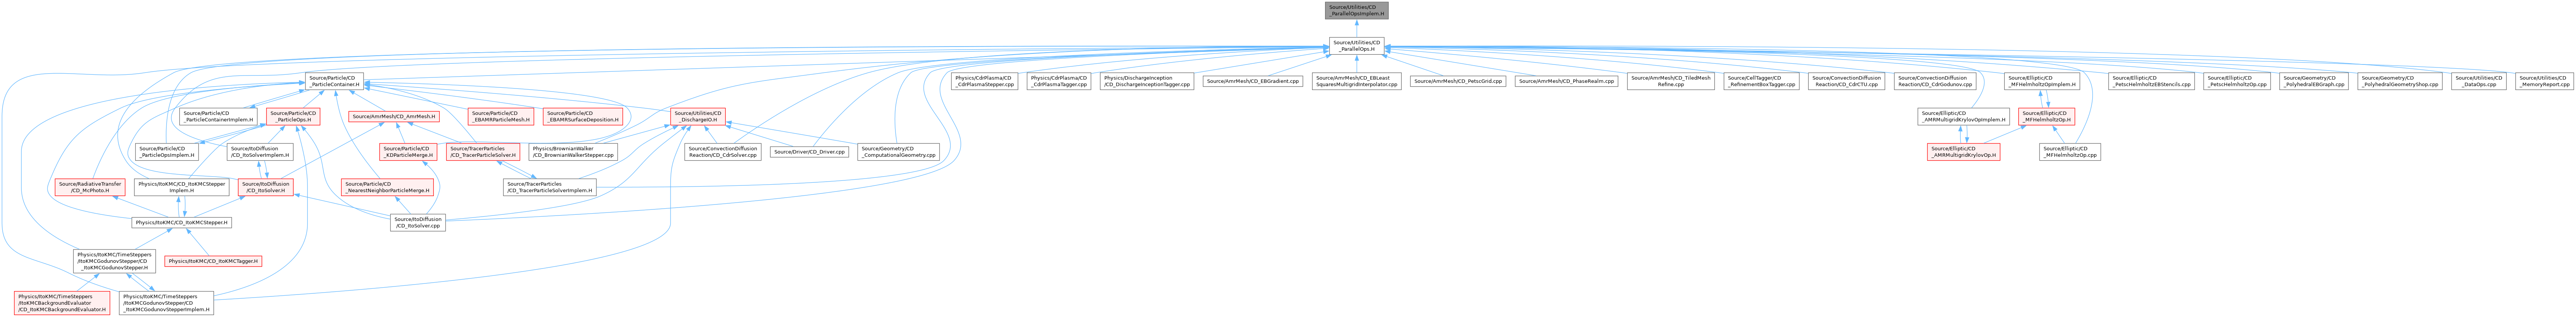 Source/Utilities/CD
_ParallelOpsImplem.H
Source/Utilities/CD
_ParallelOps.H
Source/Particle/CD
_ParticleContainer.H
Physics/CdrPlasma/CD
_CdrPlasmaStepper.cpp
Physics/CdrPlasma/CD
_CdrPlasmaTagger.cpp
Physics/DischargeInception
/CD_DischargeInceptionTagger.cpp
Source/AmrMesh/CD_EBGradient.cpp
Source/AmrMesh/CD_EBLeast
SquaresMultigridInterpolator.cpp
Source/AmrMesh/CD_PetscGrid.cpp
Source/AmrMesh/CD_PhaseRealm.cpp
Source/AmrMesh/CD_TiledMesh
Refine.cpp
Source/CellTagger/CD
_RefinementBoxTagger.cpp
Source/ConvectionDiffusion
Reaction/CD_CdrCTU.cpp
Source/ConvectionDiffusion
Reaction/CD_CdrGodunov.cpp
Source/Elliptic/CD
_MFHelmholtzOpImplem.H
Source/Elliptic/CD
_PetscHelmholtzEBStencils.cpp
Source/Elliptic/CD
_PetscHelmholtzOp.cpp
Source/Geometry/CD
_PolyhedralEBGraph.cpp
Source/Geometry/CD
_PolyhedralGeometryShop.cpp
Source/Utilities/CD
_DataOps.cpp
Source/Utilities/CD
_MemoryReport.cpp
Source/Particle/CD
_ParticleContainerImplem.H
Source/Particle/CD
_ParticleOps.H
Source/AmrMesh/CD_AmrMesh.H
Source/Particle/CD
_EBAMRParticleMesh.H
Source/Particle/CD
_EBAMRSurfaceDeposition.H
Source/Utilities/CD
_DischargeIO.H
Source/Elliptic/CD
_AMRMultigridKrylovOpImplem.H
Source/Elliptic/CD
_MFHelmholtzOp.H
Source/Particle/CD
_ParticleOpsImplem.H
Source/ItoDiffusion
/CD_ItoSolverImplem.H
Source/Particle/CD
_KDParticleMerge.H
Source/TracerParticles
/CD_TracerParticleSolver.H
Physics/BrownianWalker
/CD_BrownianWalkerStepper.cpp
Source/ConvectionDiffusion
Reaction/CD_CdrSolver.cpp
Source/Driver/CD_Driver.cpp
Source/Geometry/CD
_ComputationalGeometry.cpp
Source/Elliptic/CD
_AMRMultigridKrylovOp.H
Source/Elliptic/CD
_MFHelmholtzOp.cpp
Source/RadiativeTransfer
/CD_McPhoto.H
Physics/ItoKMC/CD_ItoKMCStepper
Implem.H
Source/ItoDiffusion
/CD_ItoSolver.H
Source/Particle/CD
_NearestNeighborParticleMerge.H
Source/TracerParticles
/CD_TracerParticleSolverImplem.H
Physics/ItoKMC/CD_ItoKMCStepper.H
Source/ItoDiffusion
/CD_ItoSolver.cpp
Physics/ItoKMC/TimeSteppers
/ItoKMCGodunovStepper/CD
_ItoKMCGodunovStepper.H
Physics/ItoKMC/CD_ItoKMCTagger.H
Physics/ItoKMC/TimeSteppers
/ItoKMCBackgroundEvaluator
/CD_ItoKMCBackgroundEvaluator.H
Physics/ItoKMC/TimeSteppers
/ItoKMCGodunovStepper/CD
_ItoKMCGodunovStepperImplem.H